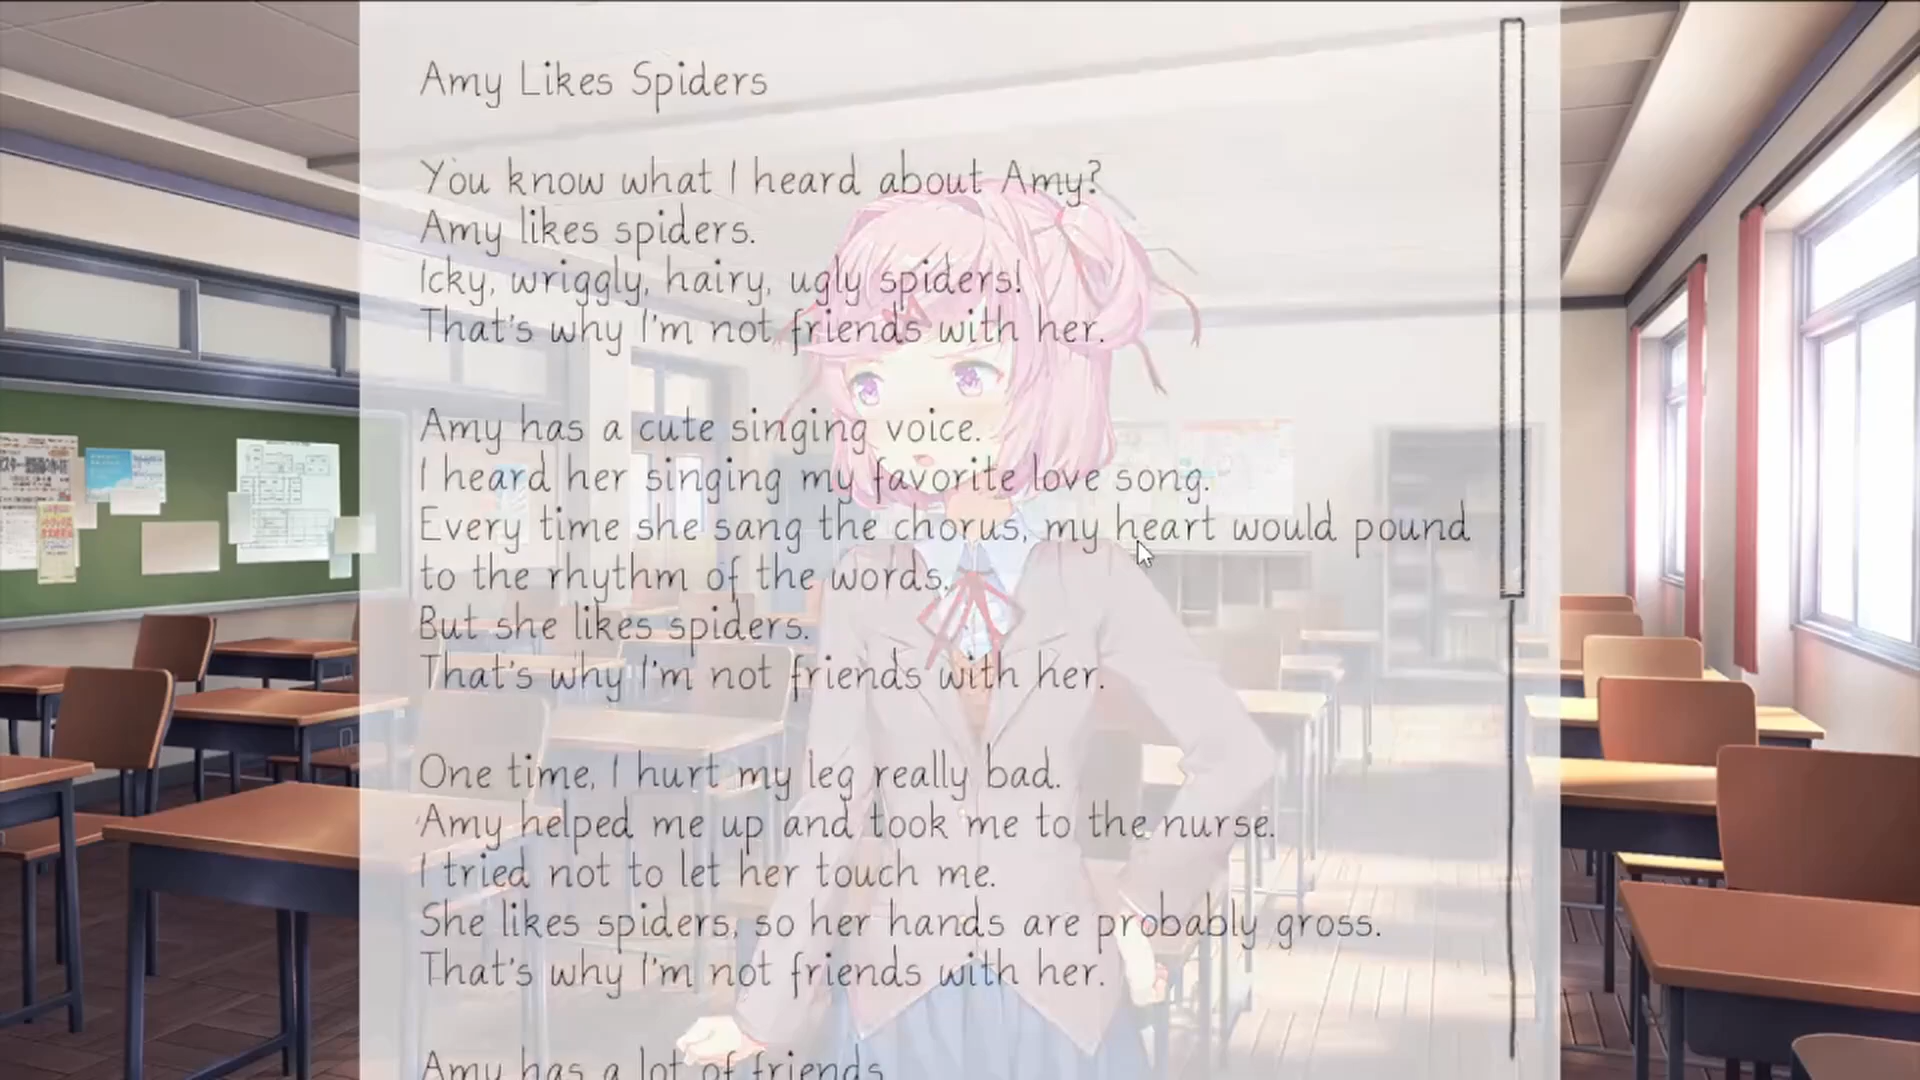 Amy Likes Spiders
You know what I heard about Amy?
Amy likes spiders.
Icky, wriggly, hairy, ugly spiders!
That's why I'm not friends with her.
Amy has a cute singing voice.
I heard her singing my favorite love song.
Every time she sang the chorus, my heart would pound
to the rhythm of the words.
But she likes spiders.
That's why I'm not friends with her.
One time, I hurt my leg really bad.
Amy helped me up and took me to the nurse.
I tried not to let her touch me.
She likes spiders, so her hands are probably gross.
That's why I'm not friends with her.
Amy has a lot of friends